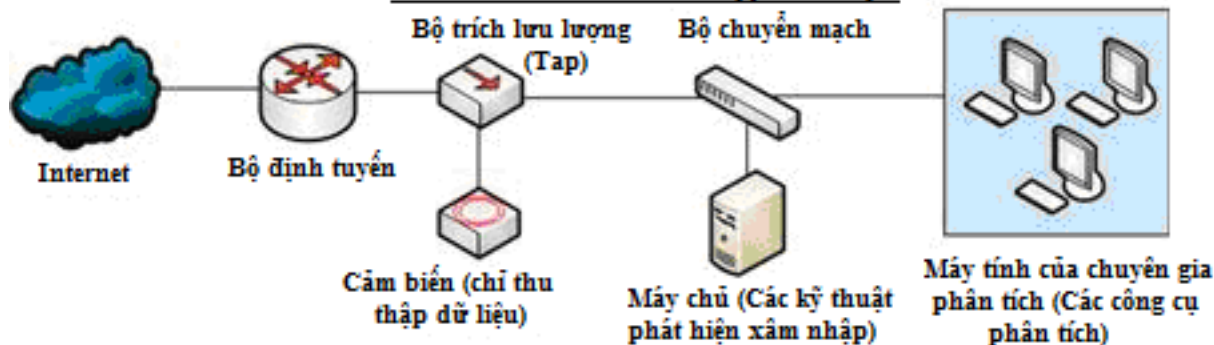 Bộ trích lưu lượng
(Tap)
Bộ chuyển mạch
Internet
Bộ định tuyến
Cảm biến (chỉ thu
thập dữ liệu)
Máy chủ (Các kỹ thuật
phát hiện xâm nhập)
Máy tính của chuyên gia
phân tích (Các công cụ
phân tích)